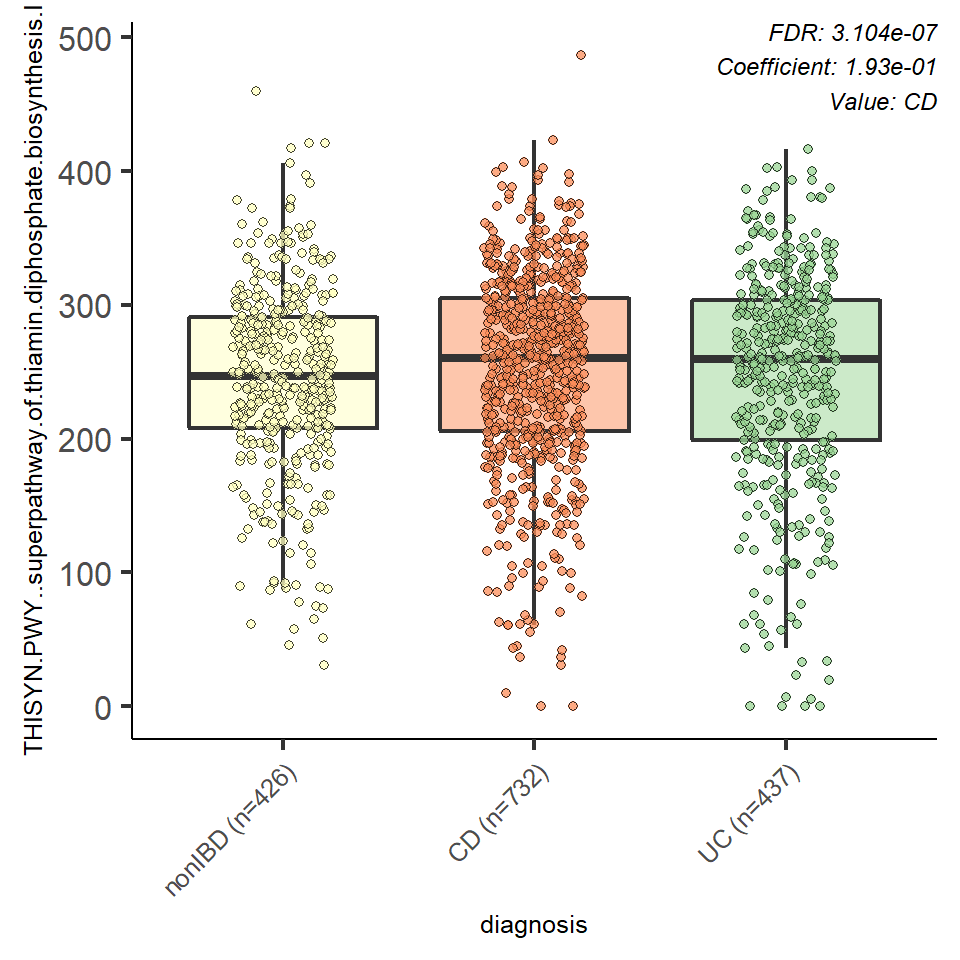 THISYN.PWY..superpathway.of.thiamin.diphosphate.biosynthesis.I
500
400
300
200
100
0
FDR: 3.104e-07
Coefficient: 1.93e-01
Value: CD
nonIBD (n=426)
CD (n=732)
UC (n=437)
diagnosis